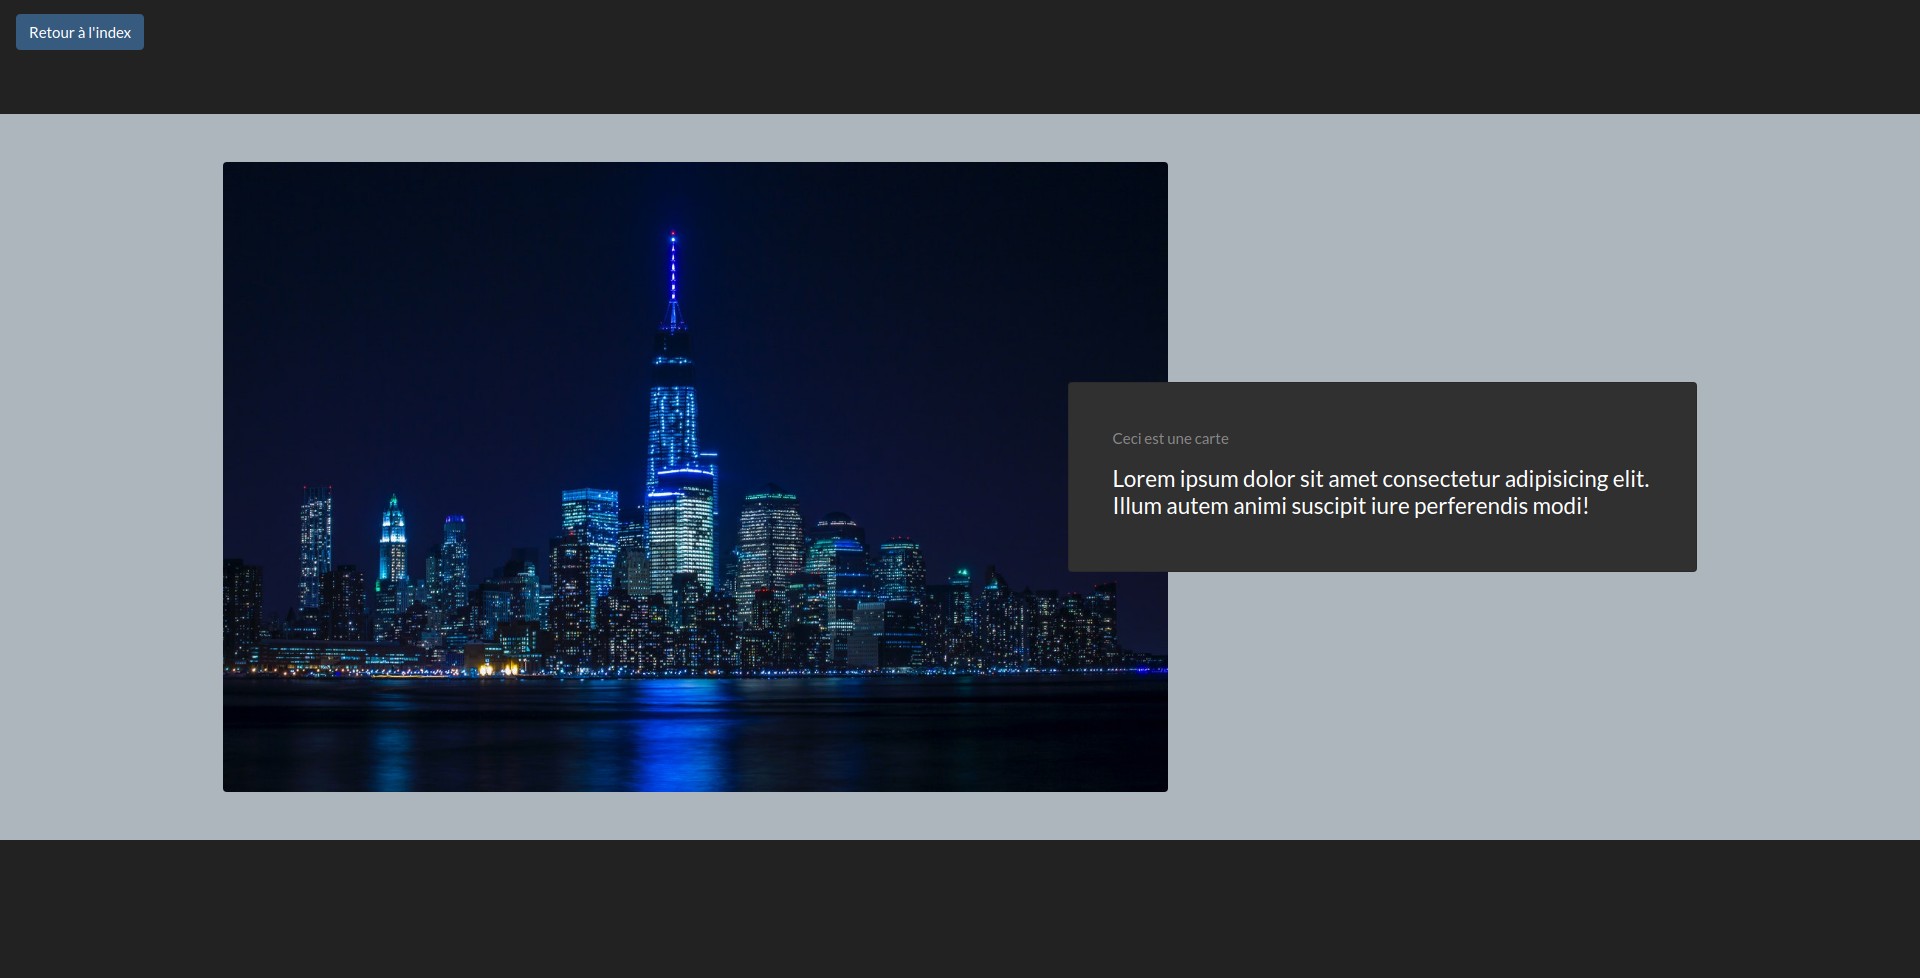 Retour à l'index
Ceci est une carte
Lorem ipsum dolor sit amet consectetur adipisicing elit.
Illum autem animi suscipit iure perferendis modi!